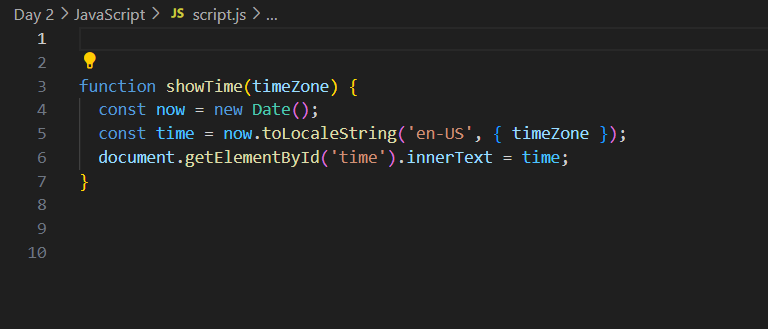 Day 2 > JavaScript > JS script.js > ...
1
2
3 function showTime(timeZone) {
4   const now = new Date();
5   const time = now.toLocaleString('en-US', { timeZone });
6   document.getElementById('time').innerText = time;
7 }
8
9
10